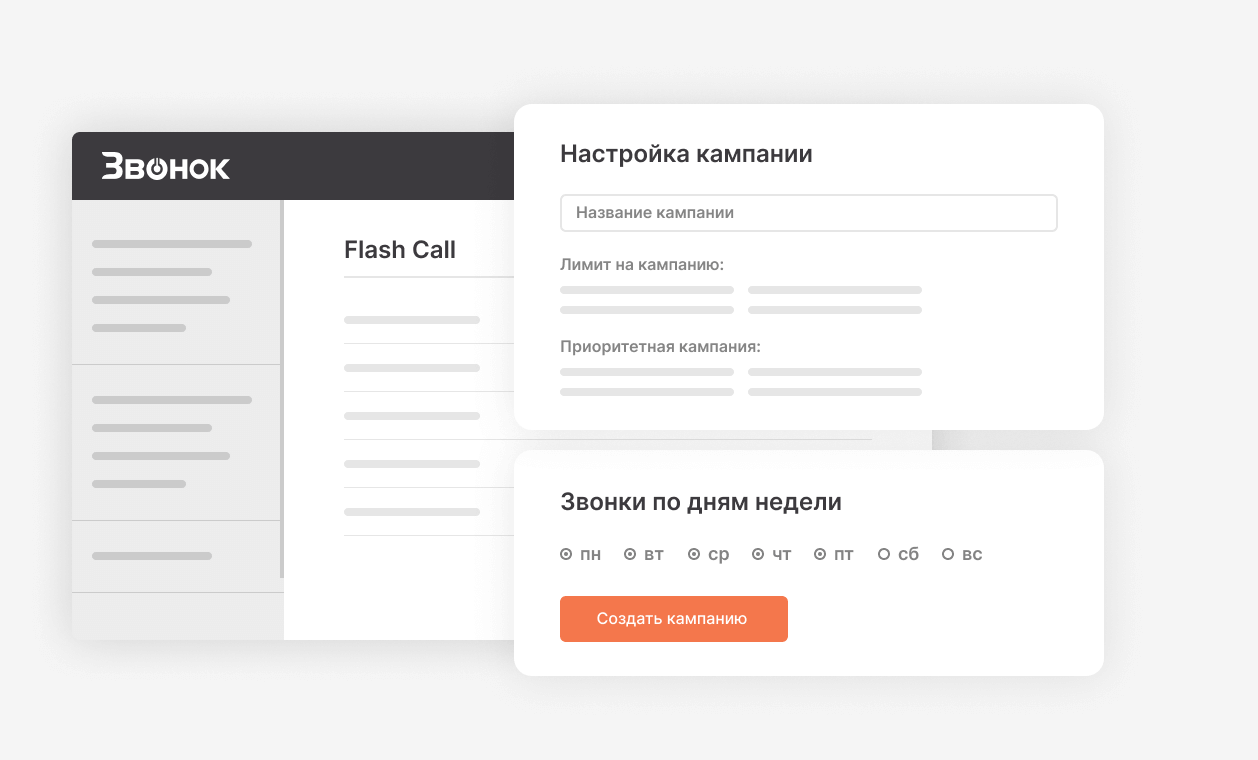 Звонок
Flash Call
Настройка кампании
Название кампании
Лимит на кампанию:
Приоритетная кампания:
Звонки по дням недели
пн вт ср чт пт сб вс
Создать кампанию